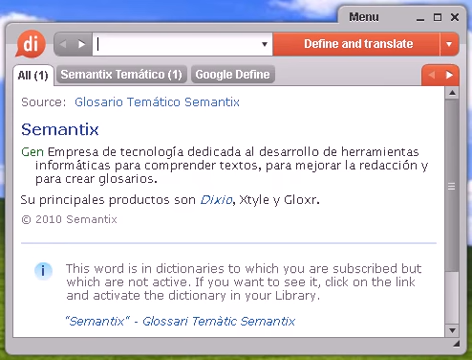 Menu
di
Define and translate
All (1)
Semantix Temático (1)
Google Define
Source: Glosario Temático Semantix
Semantix
Gen Empresa de tecnología dedicada al desarrollo de herramientas
informáticas para comprender textos, para mejorar la redacción y
para crear glosarios.
Su principales productos son Dixio, Xtyle y Gloxr.
© 2010 Semantix
i
This word is in dictionaries to which you are subscribed but
which are not active. If you want to see it, click on the link
and activate the dictionary in your Library.
"Semantix" - Glossari Temàtic Semantix